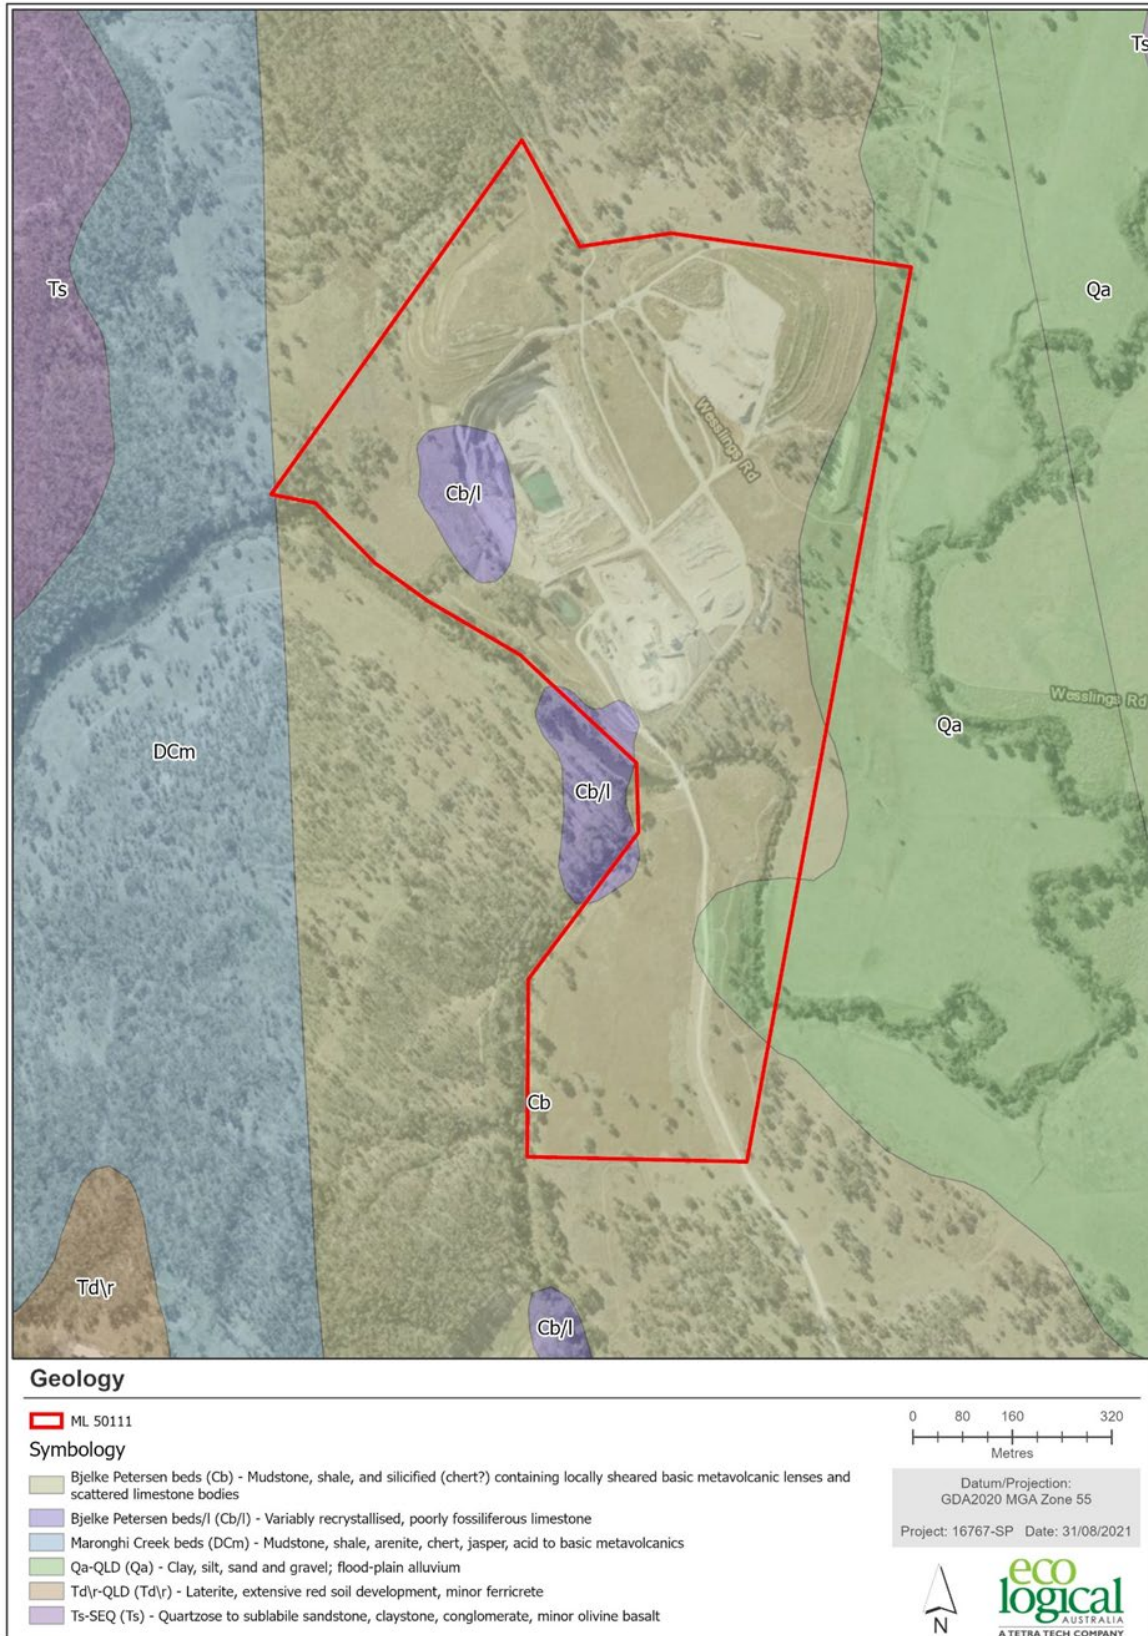 Ts
Ts
Qa
Wesslings Rd
Cb/l
Wesslings Rd
Qa
DCm
Cb/l
Cb
Td\r
Cb/l
Geology
ML 50111
Symbology
Bjelke Petersen beds (Cb) - Mudstone, shale, and silicified (chert?) containing locally sheared basic metavolcanic lenses and
scattered limestone bodies
Bjelke Petersen beds/l (Cb/l) - Variably recrystallised, poorly fossiliferous limestone
Maronghi Creek beds (DCm) - Mudstone, shale, arenite, chert, jasper, acid to basic metavolcanics
Qa-QLD (Qa) - Clay, silt, sand and gravel; flood-plain alluvium
Td\r-QLD (Td\r) - Laterite, extensive red soil development, minor ferricrete
Ts-SEQ (Ts) - Quartzose to sublabile sandstone, claystone, conglomerate, minor olivine basalt
0 80 160 320
Metres
Datum/Projection:
GDA2020 MGA Zone 55
Project: 16767-SP Date: 31/08/2021
N
eco
logical
AUSTRALIA
A TETRA TECH COMPANY